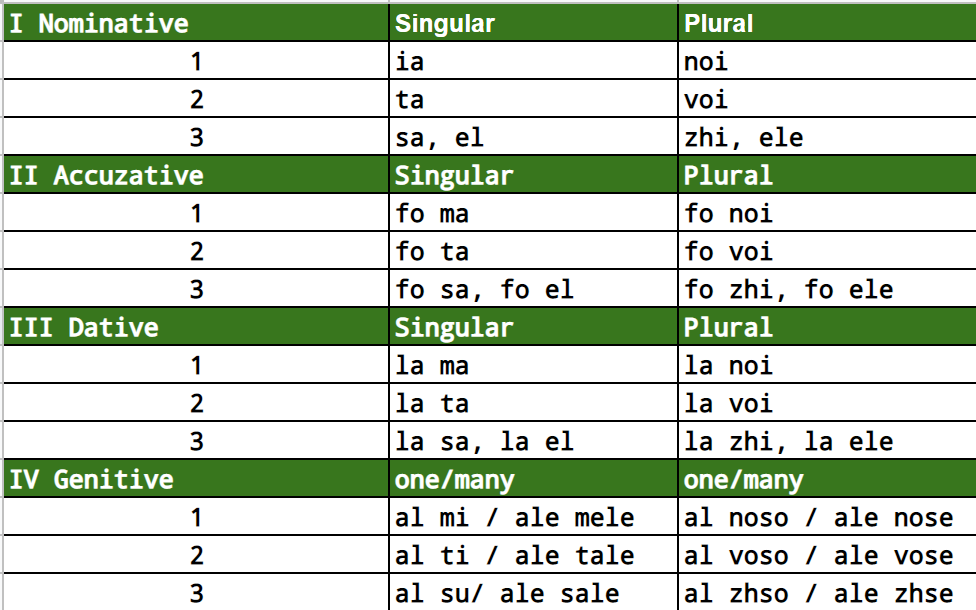 I Nominative Singular Plural
1 ia noi
2 ta voi
3 sa, el zhi, ele
II Accuzative Singular Plural
1 fo ma fo noi
2 fo ta fo voi
3 fo sa, fo el fo zhi, fo ele
III Dative Singular Plural
1 la ma la noi
2 la ta la voi
3 la sa, la el la zhi, la ele
IV Genitive one/many one/many
1 al mi / ale mele al noso / ale nose
2 al ti / ale tale al voso / ale vose
3 al su/ ale sale al zhso / ale zhse